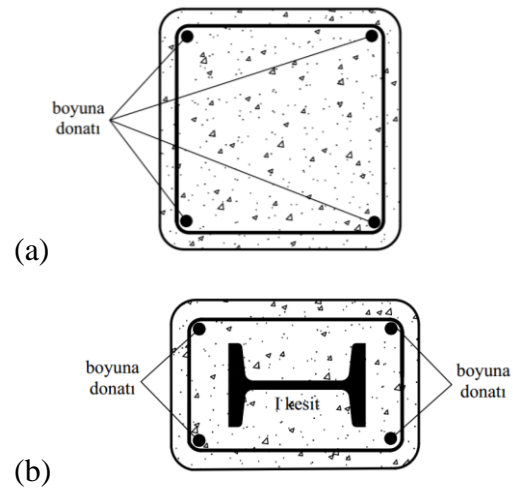 boyuna
donatı
(a)
boyuna
donatı
I kesit
boyuna
donatı
(b)